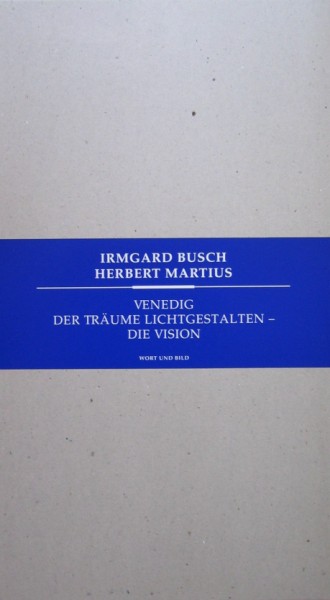 IRMGARD BUSCH
HERBERT MARTIUS
VENEDIG
DER TRÄUME LICHTGESTALTEN –
DIE VISION
WORT UND BILD